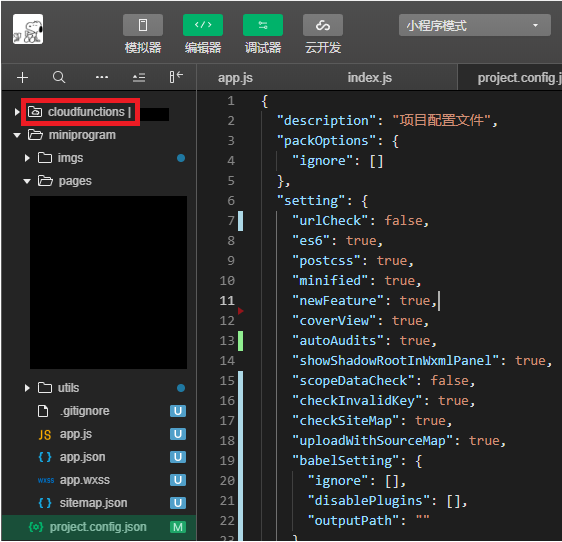 模拟器 编辑器 调试器 云开发 小程序模式
app.js index.js project.config.j
cloudfunctions |
miniprogram
imgs
pages
utils
.gitignore U
JS app.js U
{ } app.json U
wxss app.wxss U
{ } sitemap.json U
{o} project.config.json M
1 {
2 "description": "项目配置文件",
3 "packOptions": {
4 "ignore": []
5 },
6 "setting": {
7 "urlCheck": false,
8 "es6": true,
9 "postcss": true,
10 "minified": true,
11 "newFeature": true,
12 "coverView": true,
13 "autoAudits": true,
14 "showShadowRootInWxmlPanel": true,
15 "scopeDataCheck": false,
16 "checkInvalidKey": true,
17 "checkSiteMap": true,
18 "uploadWithSourceMap": true,
19 "babelSetting": {
20 "ignore": [],
21 "disablePlugins": [],
22 "outputPath": ""